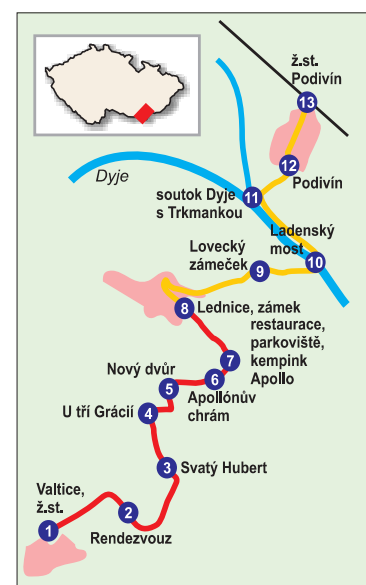 ž.st.
Podivín
13
12
Podivín
Dyje
soutok Dyje
s Trkmankou
11
Ladenský
most
10
Lovecký
zámeček
9
8
Lednice, zámek
restaurace,
parkoviště,
kempink
Apollo
7
Nový dvůr
5
6
Apollónův
chrám
U tří Grácií
4
3
Svatý Hubert
Valtice,
ž.st.
1
2
Rendezvouz